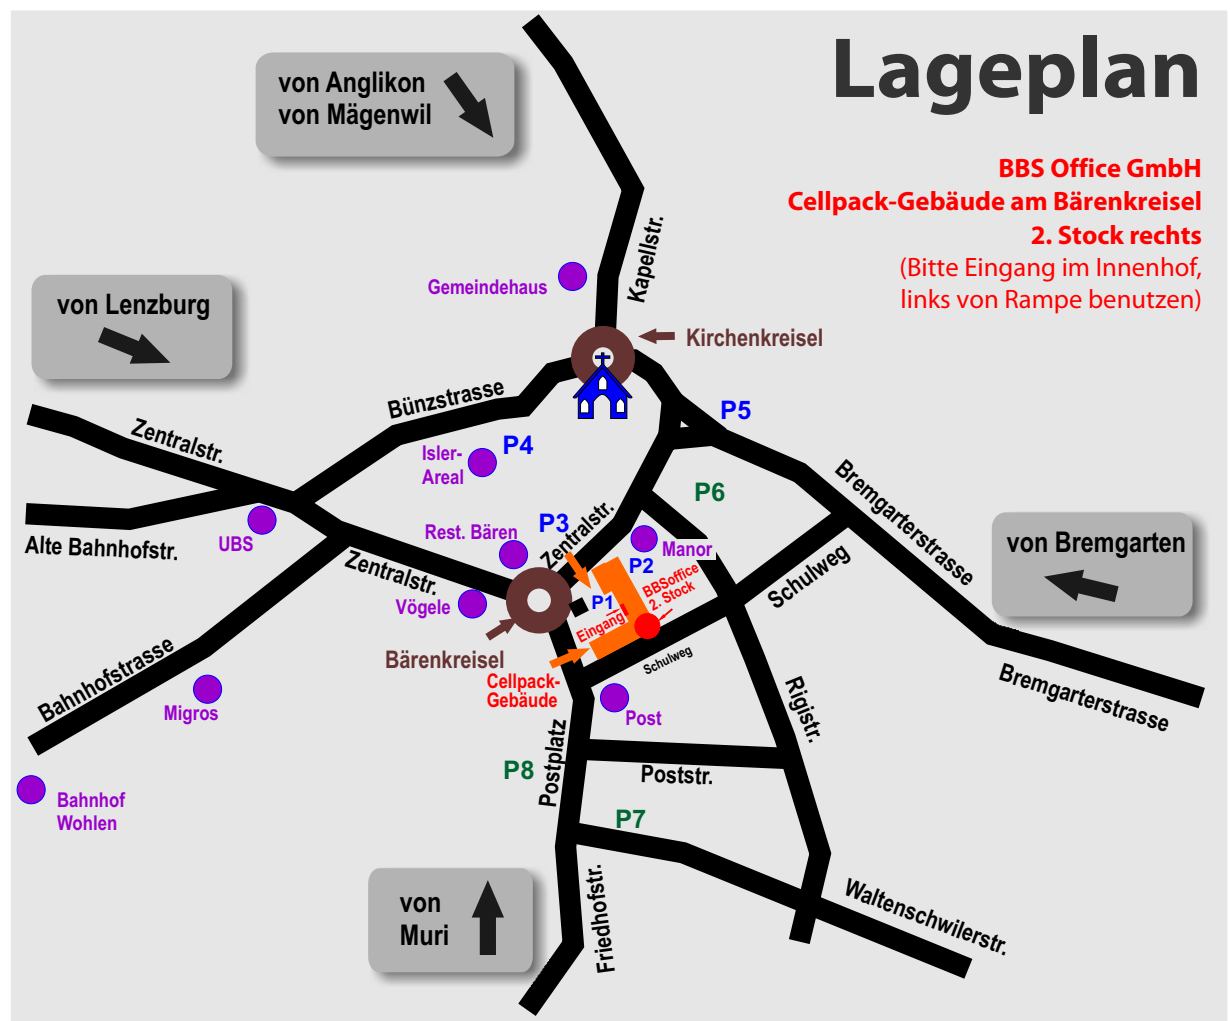 Lageplan
von Anglikon
von Mägenwil
BBS Office GmbH
Cellpack-Gebäude am Bärenkreisel
2. Stock rechts
(Bitte Eingang im Innenhof,
links von Rampe benutzen)
Kapellstr.
Gemeindehaus
von Lenzburg
Kirchenkreisel
Bünzstrasse
P5
Zentralstr.
P4
Isler-
Areal
Bremgarterstrasse
P6
P3
Zentralstr.
Rest. Bären
UBS
Alte Bahnhofstr.
Manor
von Bremgarten
Zentralstr.
P2
BBSoffice
2. Stock
Schulweg
Vögele
P1
Eingang
Bärenkreisel
Schulweg
Cellpack-
Gebäude
Bahnhofstrasse
Migros
Post
Rigistr.
Bremgarterstrasse
Postplatz
P8
Poststr.
Bahnhof
Wohlen
P7
von
Muri
Friedhofstr.
Waltenschwilerstr.